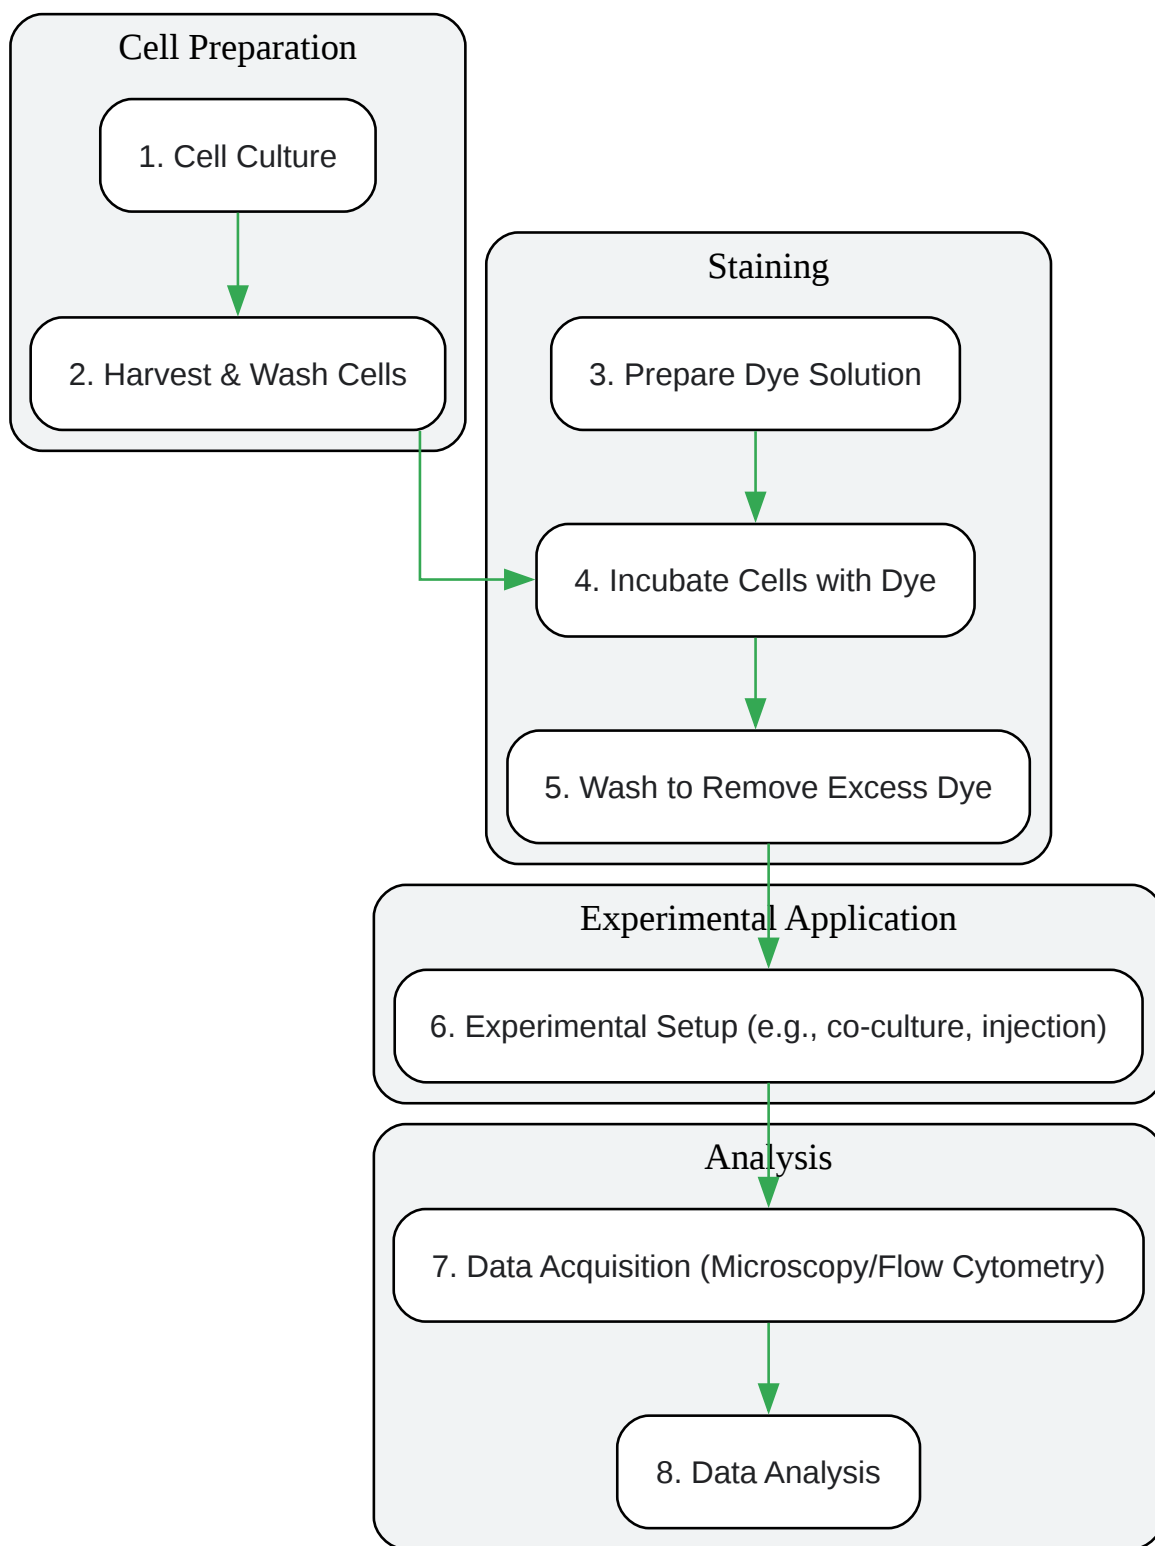 Cell Preparation
1. Cell Culture
2. Harvest & Wash Cells
Staining
3. Prepare Dye Solution
4. Incubate Cells with Dye
5. Wash to Remove Excess Dye
Experimental Application
6. Experimental Setup (e.g., co-culture, injection)
Analysis
7. Data Acquisition (Microscopy/Flow Cytometry)
8. Data Analysis